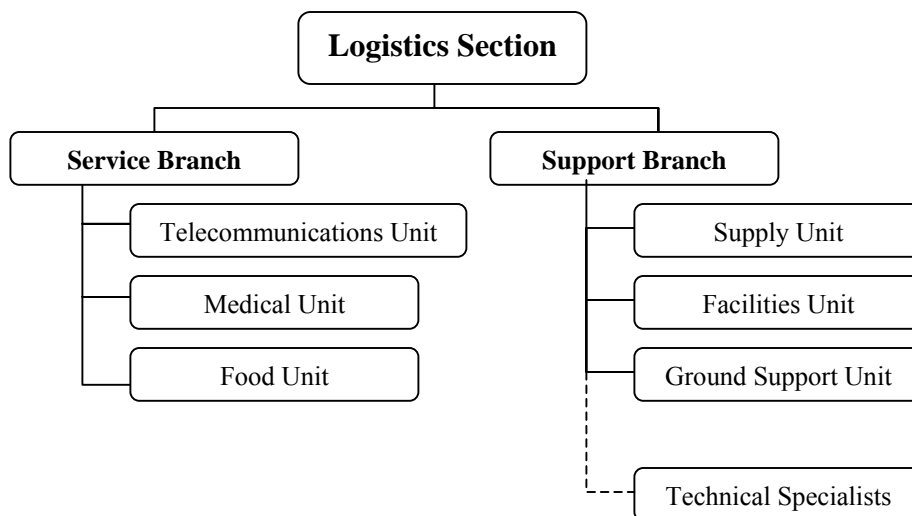 Logistics Section
Service Branch
Telecommunications Unit
Medical Unit
Food Unit
Support Branch
Supply Unit
Facilities Unit
Ground Support Unit
Technical Specialists